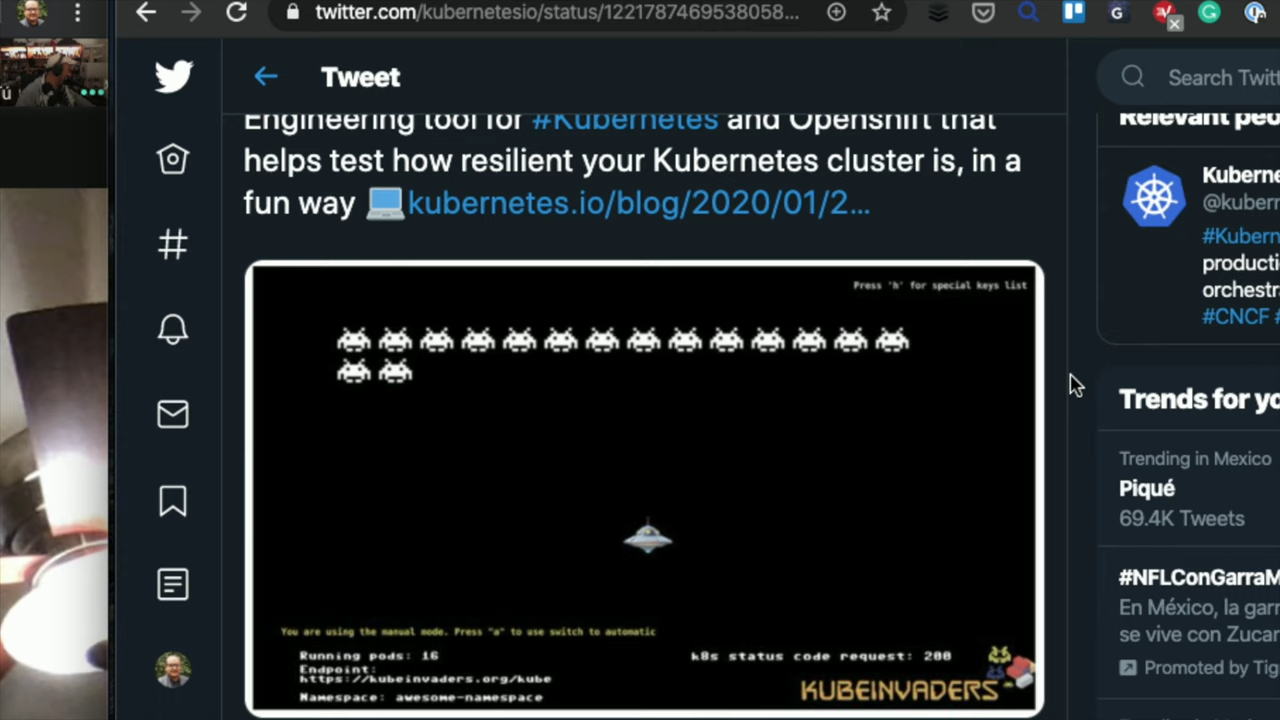 twitter.com/kubernetesio/status/1221787469538058...
Tweet
Search Twitt
Engineering tool for #Kubernetes and Openshift that
helps test how resilient your Kubernetes cluster is, in a
fun way 💻kubernetes.io/blog/2020/01/2...
Press 'h' for special keys list
You are using the manual mode. Press "a" to use switch to automatic
Running pods: 16
Endpoint:
https://kubeinvaders.org/kube
Namespace: awesome-namespace
k8s status code request: 200
KUBEINVADERS
Relevant peo
Kuberne
@kubern
#Kubern
producti
orchestr
#CNCF #
Trends for yo
Trending in Mexico
Piqué
69.4K Tweets
#NFLConGarraM
En México, la garr
se vive con Zucar
Promoted by Tig